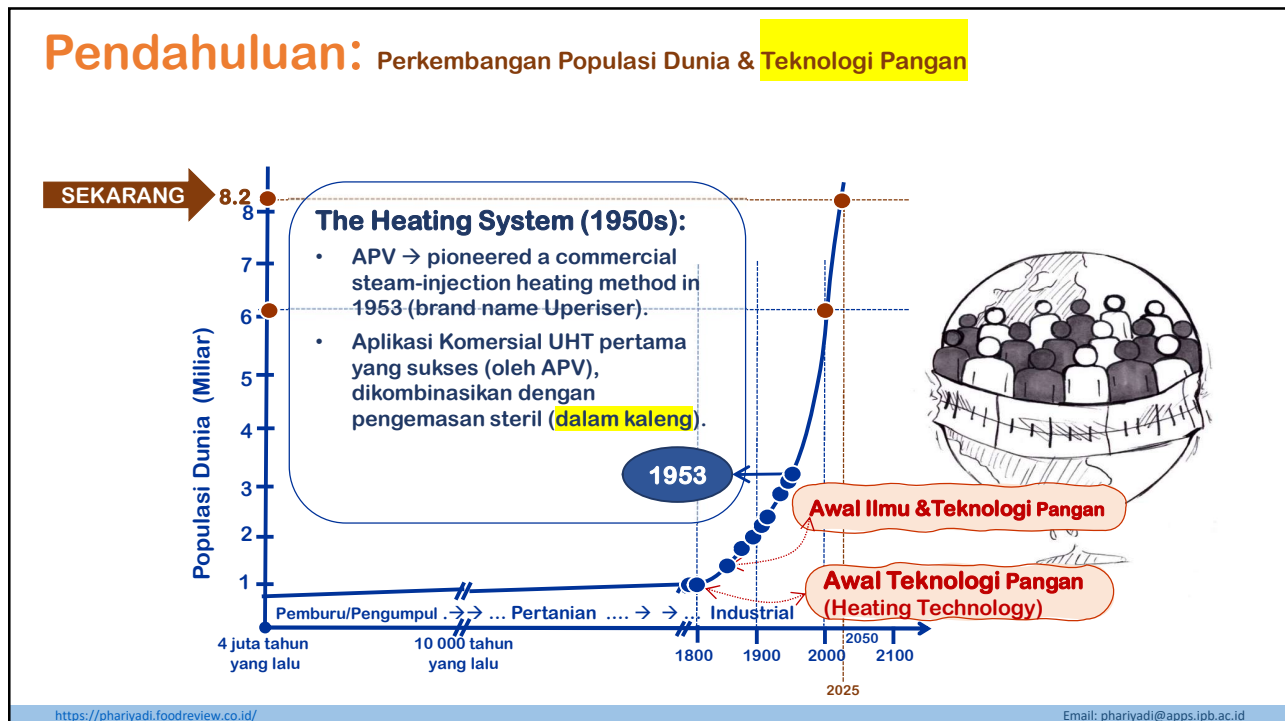 Pendahuluan: Perkembangan Populasi Dunia & Teknologi Pangan
SEKARANG
8.2
8
7
6
5
4
3
2
1
Populasi Dunia (Miliar)
The Heating System (1950s):
• APV → pioneered a commercial
steam-injection heating method in
1953 (brand name Uperiser).
• Aplikasi Komersial UHT pertama
yang sukses (oleh APV),
dikombinasikan dengan
pengemasan steril (dalam kaleng).
1953
Awal Ilmu &Teknologi Pangan
Awal Teknologi Pangan
(Heating Technology)
Pemburu/Pengumpul .→→ ... Pertanian .... → → ... Industrial
4 juta tahun
yang lalu
10 000 tahun
yang lalu
1800
1900
2000
2050
2100
2025
https://phariyadi.foodreview.co.id/
Email: phariyadi@apps.ipb.ac.id